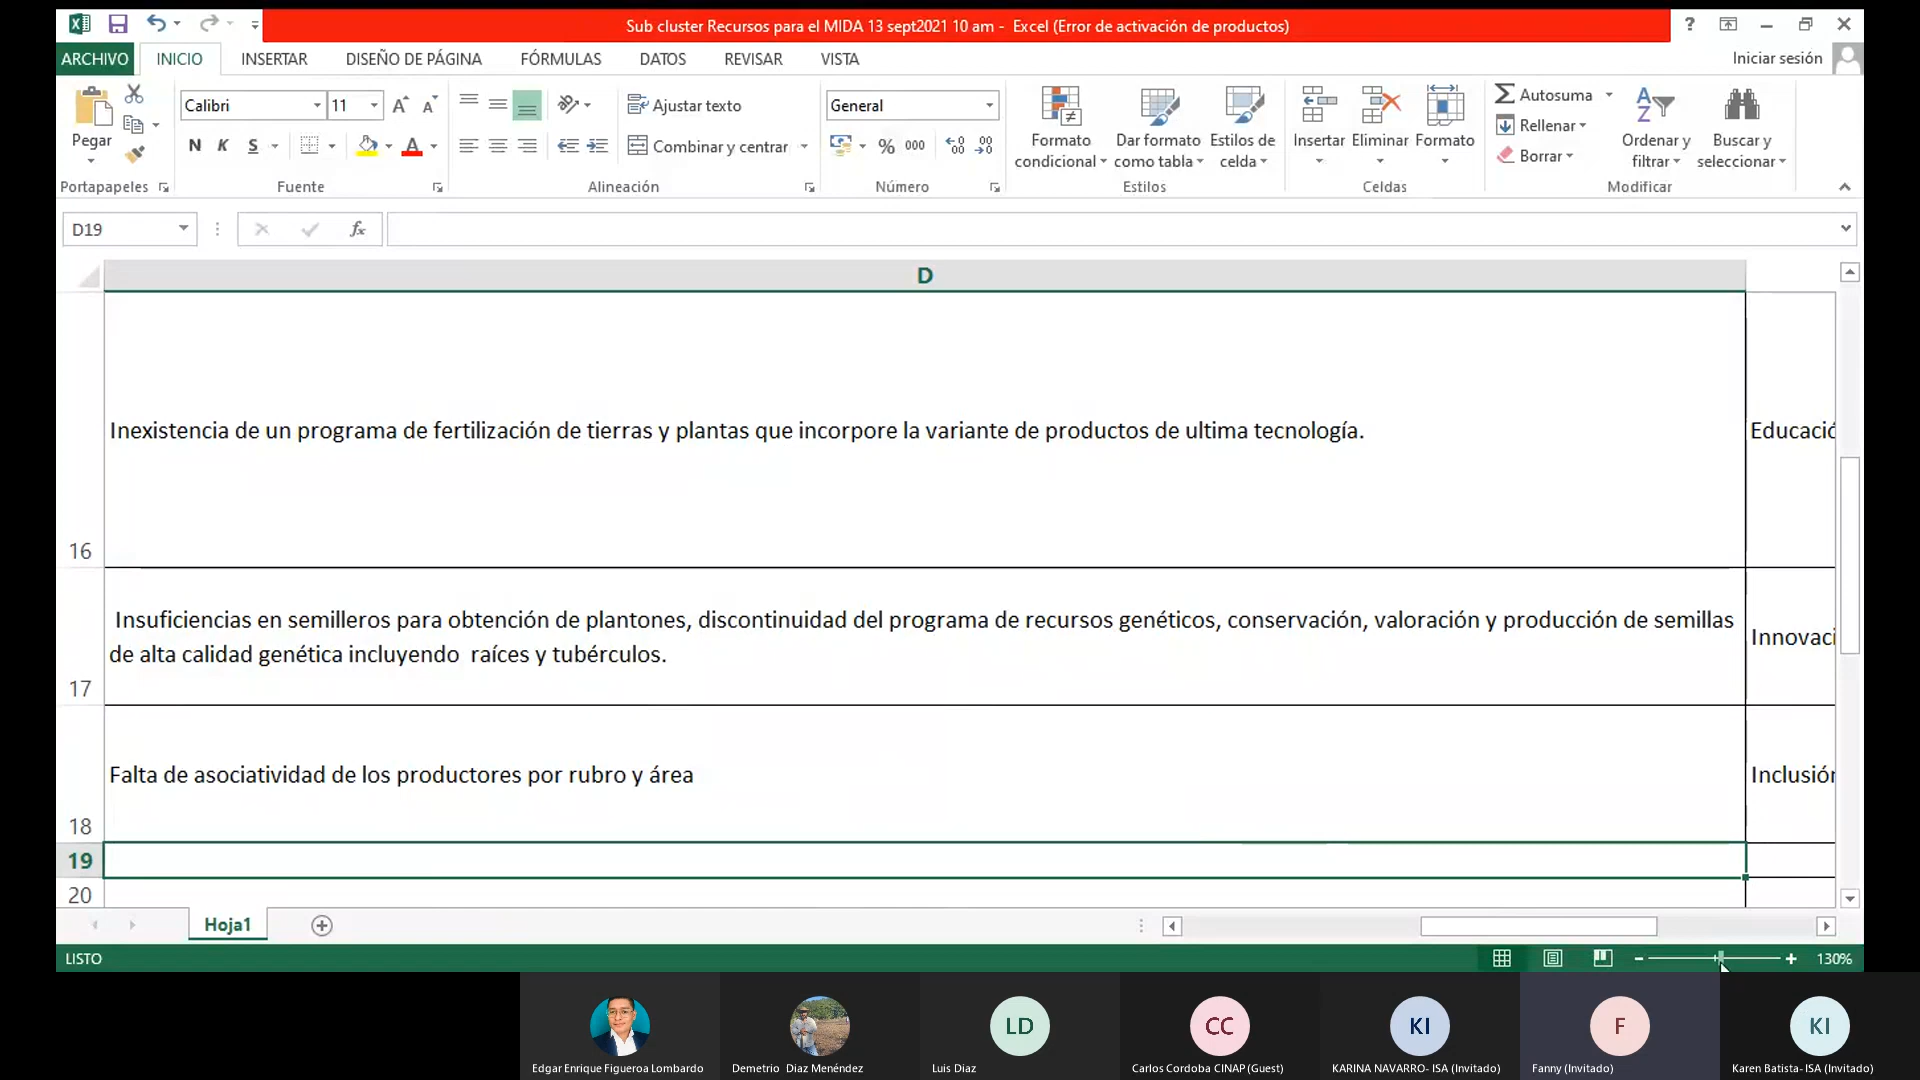 Sub cluster Recursos para el MIDA 13 sept2021 10 am - Excel (Error de activación de productos)
?
ARCHIVO INICIO INSERTAR DISEÑO DE PÁGINA FÓRMULAS DATOS REVISAR VISTA Iniciar sesión
Pegar
Portapapeles
Calibri 11
N K S
Fuente
Ajustar texto
Combinar y centrar
Alineación
General
% 000
Número
Formato
condicional
Dar formato
como tabla
Estilos de
celda
Estilos
Insertar Eliminar Formato
Celdas
Autosuma
Rellenar
Borrar
Ordenar y
filtrar
Buscar y
seleccionar
Modificar
D19 fx
D
Inexistencia de un programa de fertilización de tierras y plantas que incorpore la variante de productos de ultima tecnología. Educació
16
Insuficiencias en semilleros para obtención de plantones, discontinuidad del programa de recursos genéticos, conservación, valoración y producción de semillas
de alta calidad genética incluyendo raíces y tubérculos.
Innovaci
17
Falta de asociatividad de los productores por rubro y área Inclusión
18
19
20
Hoja1
LISTO 130%
LD CC KI F KI
Edgar Enrique Figueroa Lombardo Demetrio Diaz Menéndez Luis Diaz Carlos Cordoba CINAP (Guest) KARINA NAVARRO- ISA (Invitado) Fanny (Invitado) Karen Batista- ISA (Invitado)